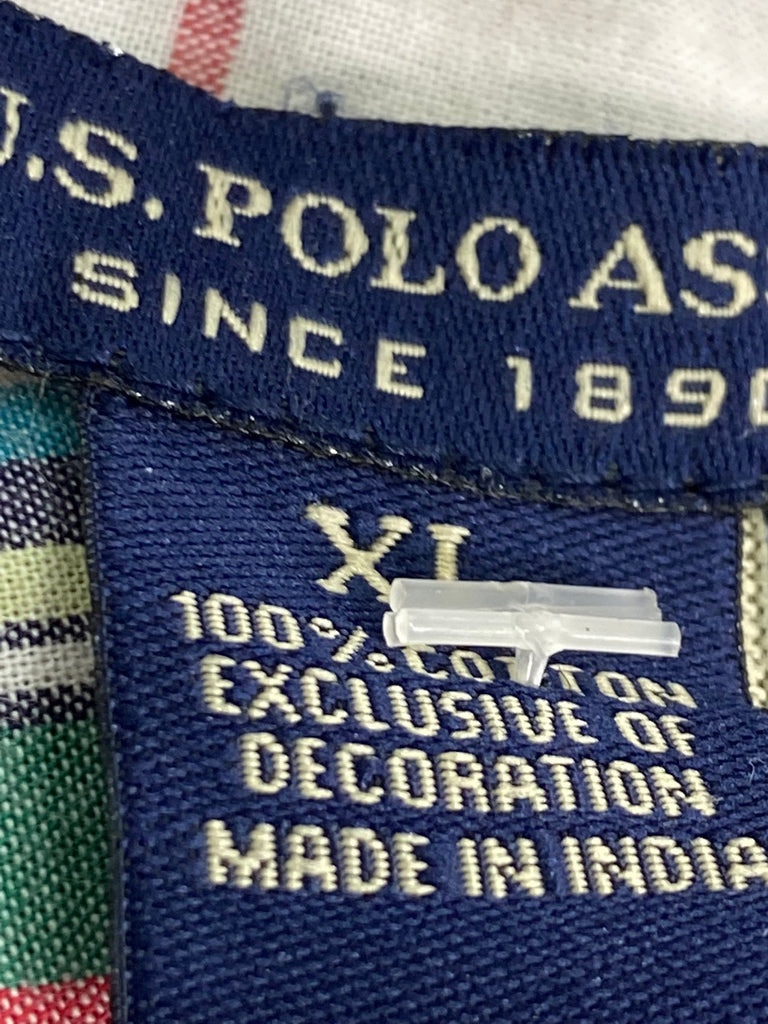 U.S. POLO ASS
SINCE 1890
XL
100% COTTON
EXCLUSIVE OF
DECORATION
MADE IN INDIA